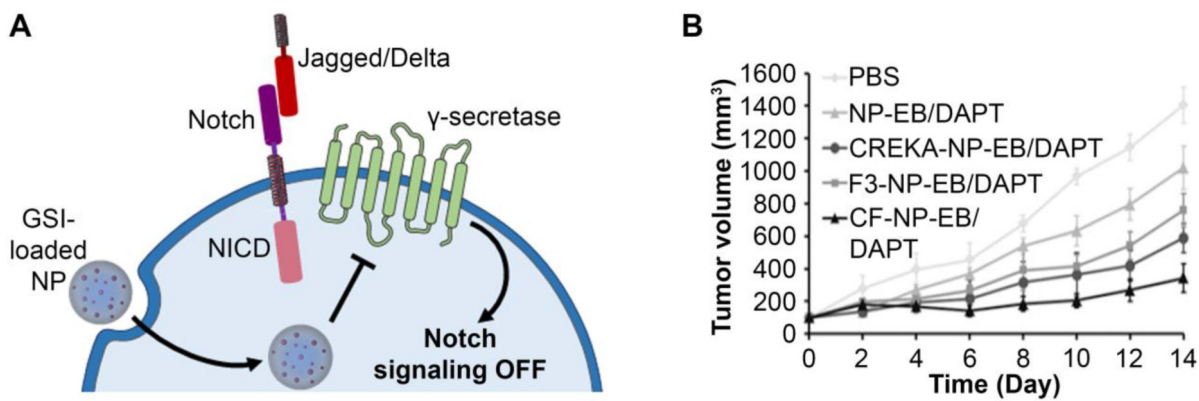 A
Jagged/Delta
Notch
γ-secretase
GSI-
loaded
NP
NICD
Notch
signaling OFF
B
Tumor volume (mm³)
1600
1400
1200
1000
800
600
400
200
0
PBS
NP-EB/DAPT
CREKA-NP-EB/DAPT
F3-NP-EB/DAPT
CF-NP-EB/
DAPT
0 2 4 6 8 10 12 14
Time (Day)